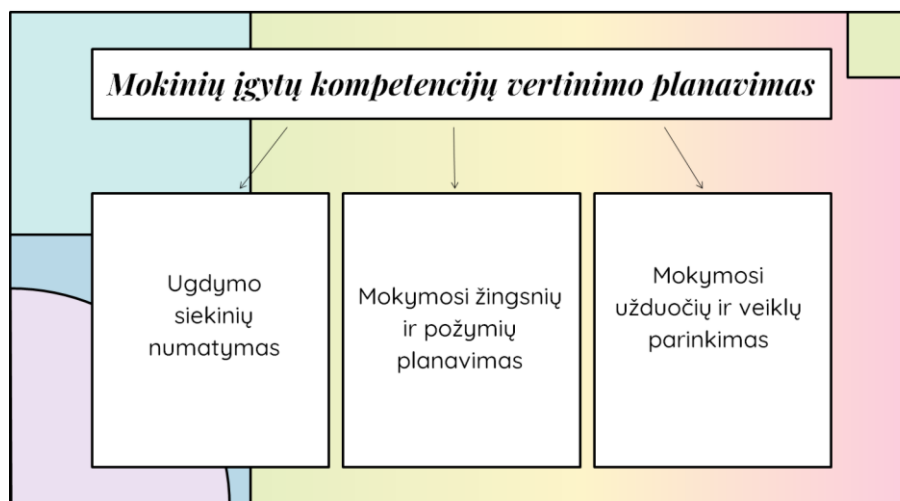 Mokinių įgytų kompetencijų vertinimo planavimas
Ugdymo
siekinių
numatymas
Mokymosi žingsnių
ir požymių
planavimas
Mokymosi
užduočių ir veiklų
parinkimas